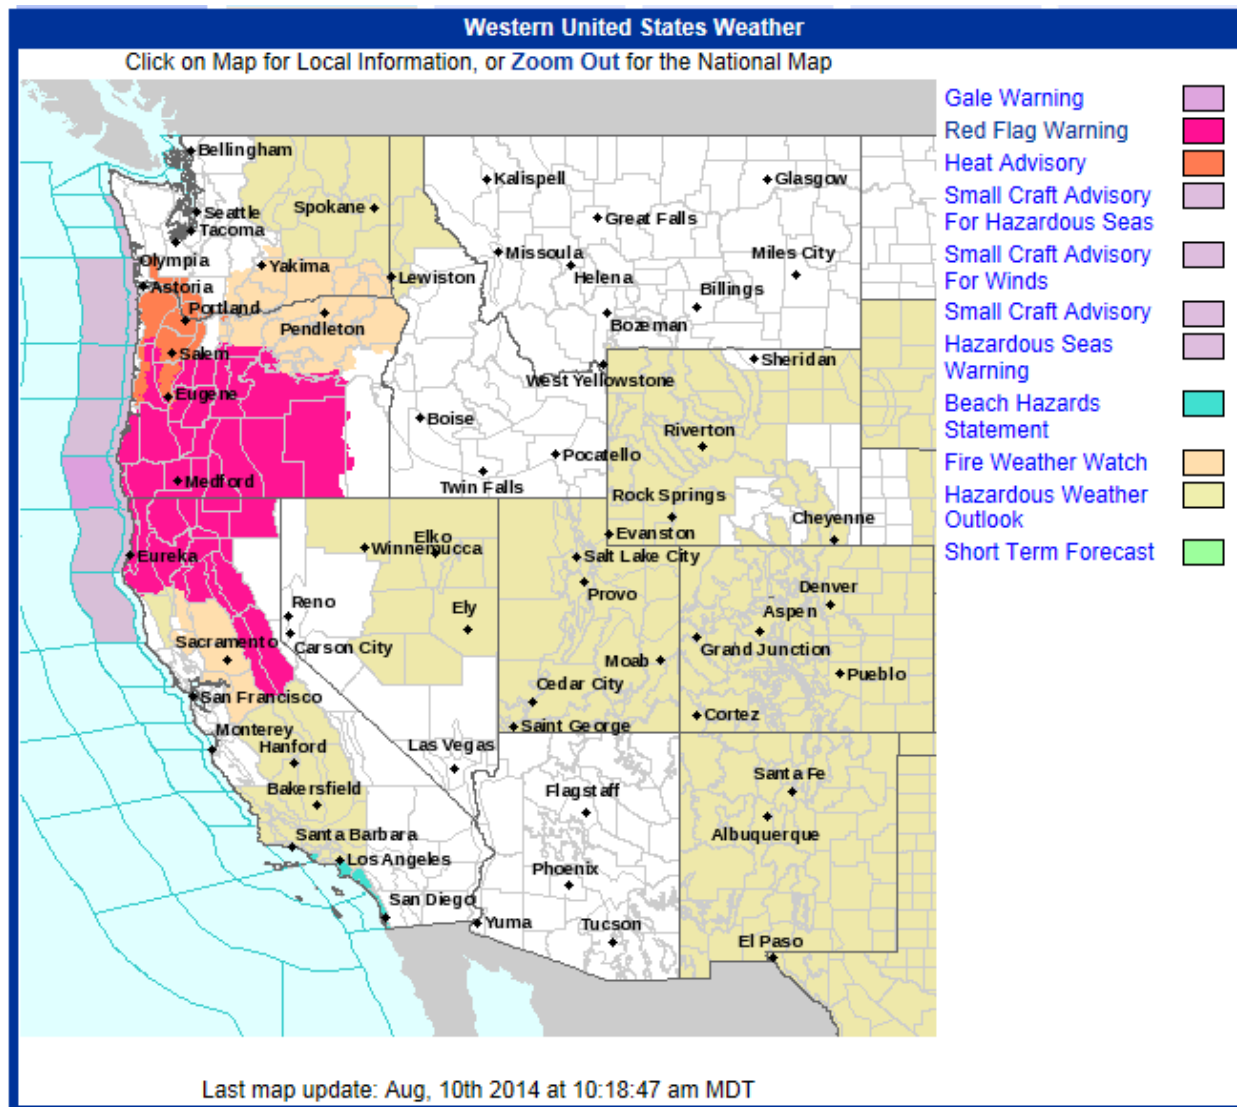 Western United States Weather
Click on Map for Local Information, or Zoom Out for the National Map
Gale Warning
Red Flag Warning
Heat Advisory
Small Craft Advisory
For Hazardous Seas
Small Craft Advisory
For Winds
Small Craft Advisory
Hazardous Seas
Warning
Beach Hazards
Statement
Fire Weather Watch
Hazardous Weather
Outlook
Short Term Forecast
Bellingham
Kalispell
Glasgow
Seattle
Spokane
Great Falls
Tacoma
Olympia
Yakima
Missoula
Miles City
Lewiston
Helena
Astoria
Billings
Portland
Pendleton
Bozeman
Salem
Sheridan
West Yellowstone
Eugene
Boise
Riverton
Pocatello
Medford
Twin Falls
Rock Springs
Cheyenne
Elko
Evanston
Winnemucca
Eureka
Salt Lake City
Provo
Denver
Reno
Ely
Aspen
Sacramento
Carson City
Grand Junction
Moab
Pueblo
Cedar City
San Francisco
Cortez
Saint George
Monterey
Hanford
Las Vegas
Santa Fe
Bakersfield
Flagstaff
Albuquerque
Santa Barbara
Los Angeles
Phoenix
San Diego
Yuma
Tucson
El Paso
Last map update: Aug, 10th 2014 at 10:18:47 am MDT